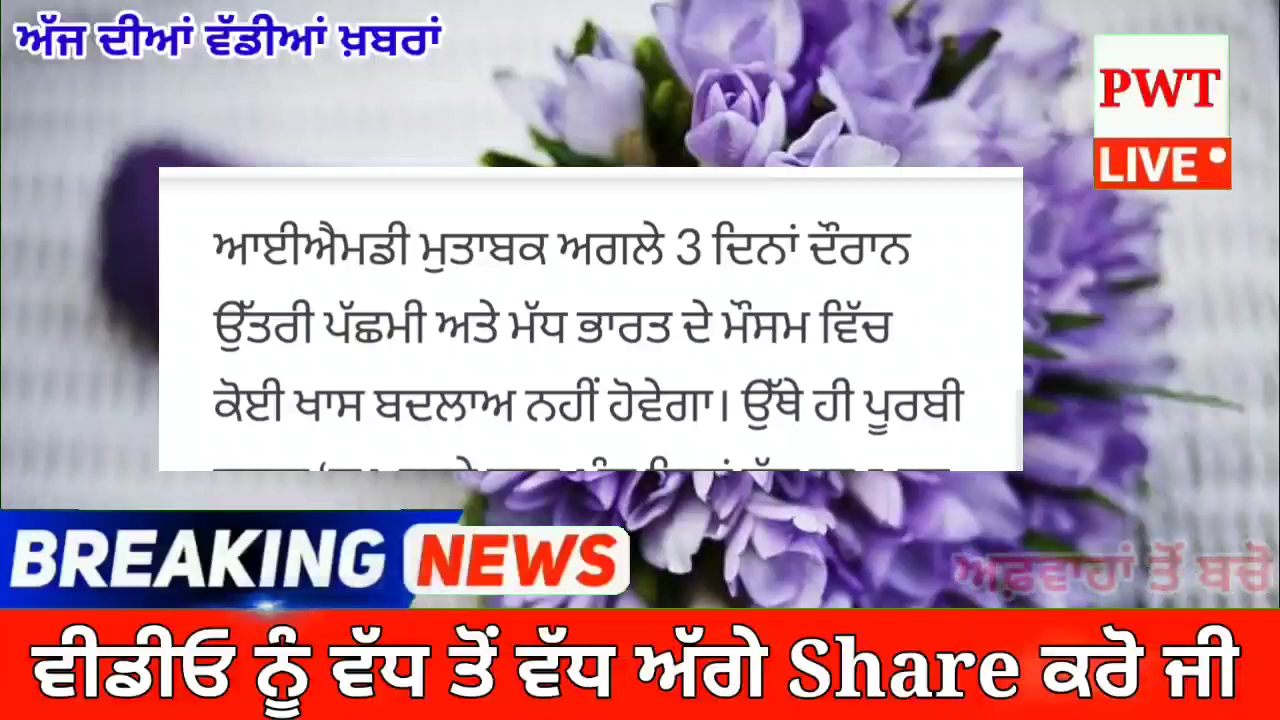 ਅੱਜ ਦੀਆਂ ਵੱਡੀਆਂ ਖ਼ਬਰਾਂ
PWT
LIVE
ਆਈਐਮਡੀ ਮੁਤਾਬਕ ਅਗਲੇ 3 ਦਿਨਾਂ ਦੌਰਾਨ
ਉੱਤਰੀ ਪੱਛਮੀ ਅਤੇ ਮੱਧ ਭਾਰਤ ਦੇ ਮੌਸਮ ਵਿੱਚ
ਕੋਈ ਖਾਸ ਬਦਲਾਅ ਨਹੀਂ ਹੋਵੇਗਾ। ਉੱਥੇ ਹੀ ਪੂਰਬੀ
BREAKING NEWS
ਅਫ਼ਵਾਹਾਂ ਤੋਂ ਬਚੋ
ਵੀਡੀਓ ਨੂੰ ਵੱਧ ਤੋਂ ਵੱਧ ਅੱਗੇ Share ਕਰੋ ਜੀ